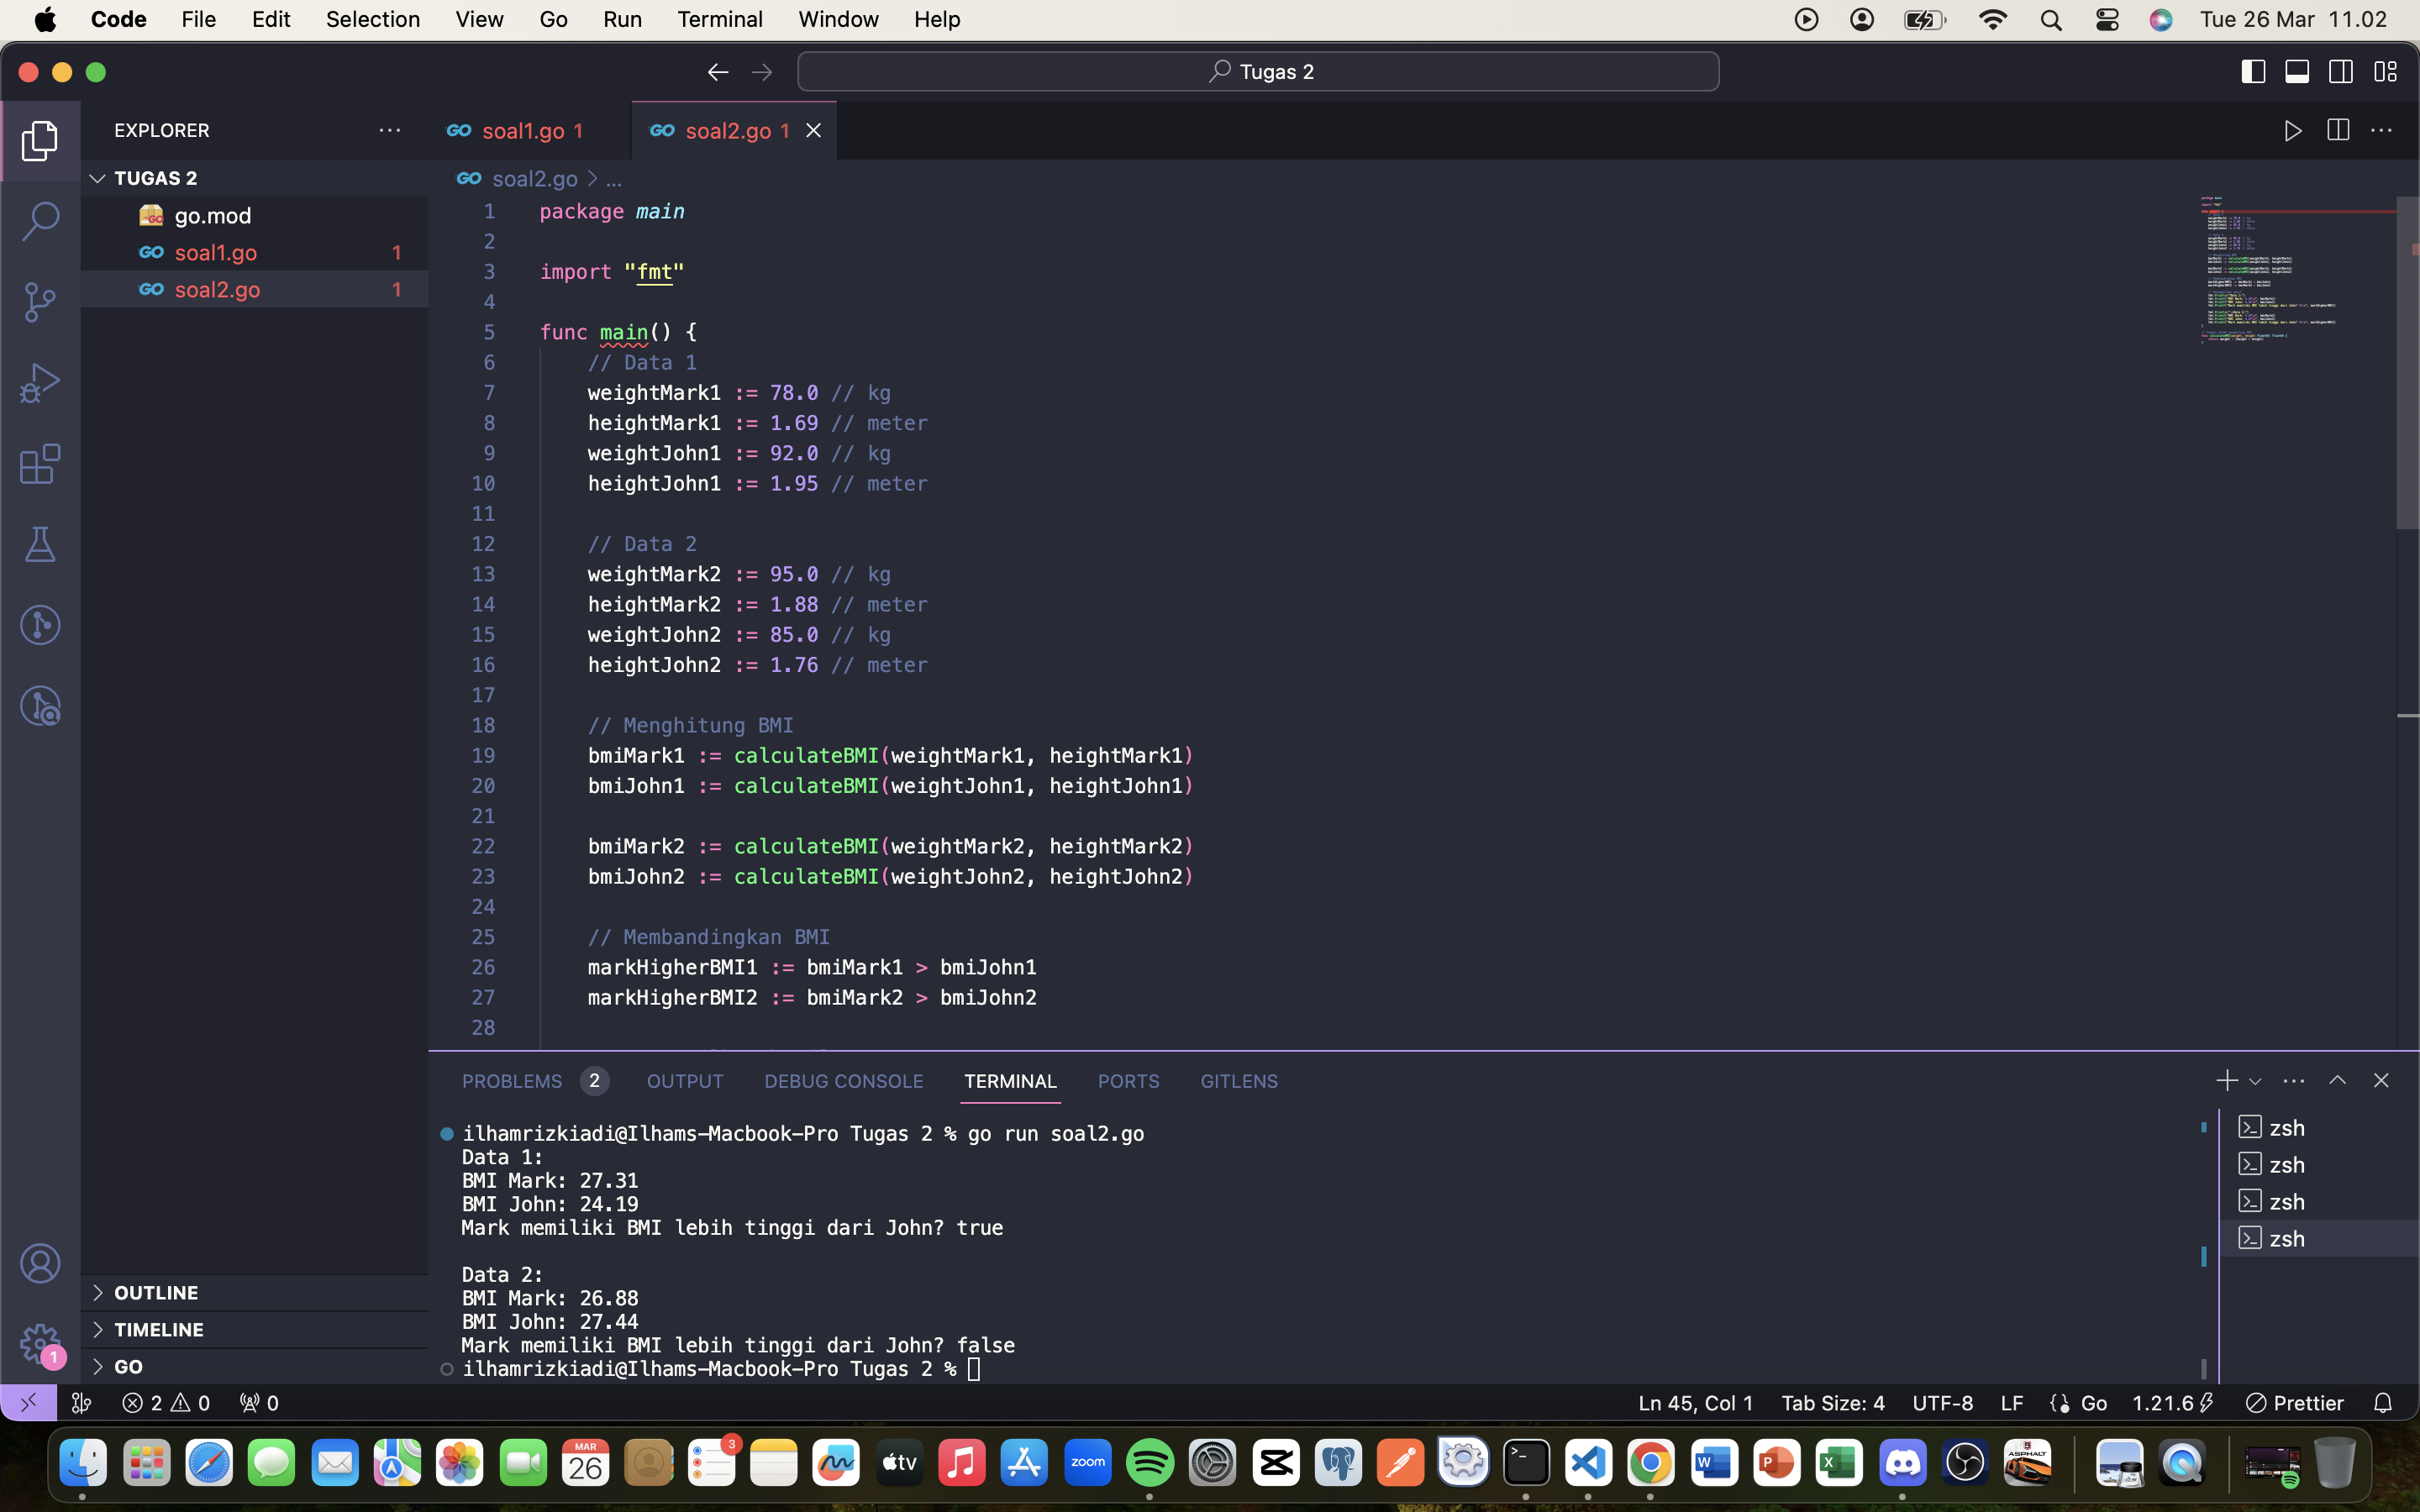 Code File Edit Selection View Go Run Terminal Window Help Tue 26 Mar 11.02
Tugas 2
EXPLORER
soal1.go 1
soal2.go 1
TUGAS 2
go.mod
soal1.go 1
soal2.go 1
soal2.go > ...
1 package main
2
3 import "fmt"
4
5 func main() {
6 // Data 1
7 weightMark1 := 78.0 // kg
8 heightMark1 := 1.69 // meter
9 weightJohn1 := 92.0 // kg
10 heightJohn1 := 1.95 // meter
11
12 // Data 2
13 weightMark2 := 95.0 // kg
14 heightMark2 := 1.88 // meter
15 weightJohn2 := 85.0 // kg
16 heightJohn2 := 1.76 // meter
17
18 // Menghitung BMI
19 bmiMark1 := calculateBMI(weightMark1, heightMark1)
20 bmiJohn1 := calculateBMI(weightJohn1, heightJohn1)
21
22 bmiMark2 := calculateBMI(weightMark2, heightMark2)
23 bmiJohn2 := calculateBMI(weightJohn2, heightJohn2)
24
25 // Membandingkan BMI
26 markHigherBMI1 := bmiMark1 > bmiJohn1
27 markHigherBMI2 := bmiMark2 > bmiJohn2
28
PROBLEMS 2 OUTPUT DEBUG CONSOLE TERMINAL PORTS GITLENS
ilhamrizkiadi@Ilhams-Macbook-Pro Tugas 2 % go run soal2.go
Data 1:
BMI Mark: 27.31
BMI John: 24.19
Mark memiliki BMI lebih tinggi dari John? true
Data 2:
BMI Mark: 26.88
BMI John: 27.44
Mark memiliki BMI lebih tinggi dari John? false
ilhamrizkiadi@Ilhams-Macbook-Pro Tugas 2 %
zsh
zsh
zsh
zsh
OUTLINE
TIMELINE
GO
1
2 0 0
Ln 45, Col 1 Tab Size: 4 UTF-8 LF Go 1.21.6 Prettier
MAR
26
3
tv
zoom
W
P
X
ASPHALT